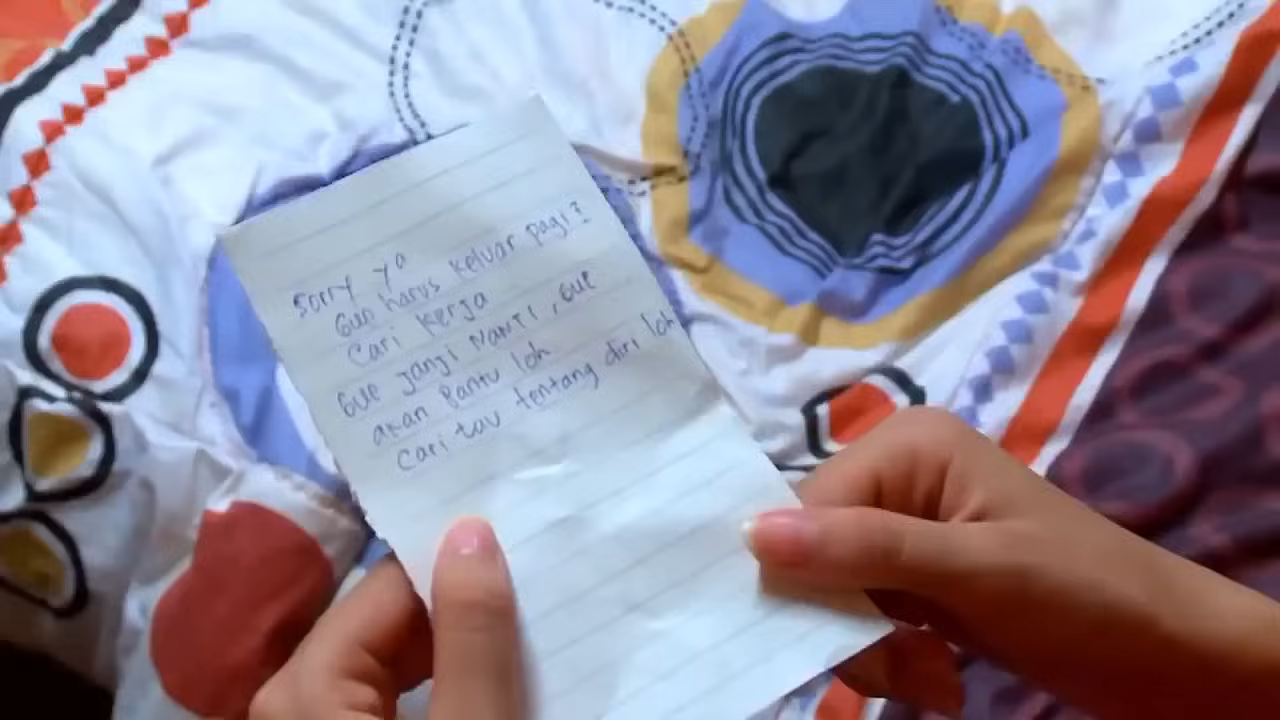 Sorry ya
Gue harus keluar pagi2
Cari kerja
Gue janji NaNTI, Gue
akan Bantu loh
Cari tau tentang diri loh